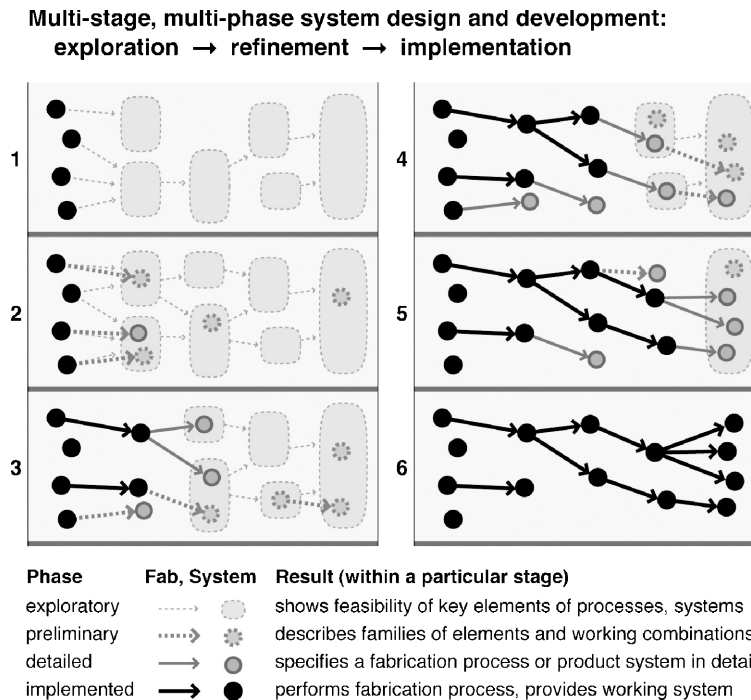 Multi-stage, multi-phase system design and development:
exploration → refinement → implementation
1
4
2
5
3
6
Phase Fab, System Result (within a particular stage)
exploratory shows feasibility of key elements of processes, systems
preliminary describes families of elements and working combinations
detailed specifies a fabrication process or product system in detai
implemented performs fabrication process, provides working system